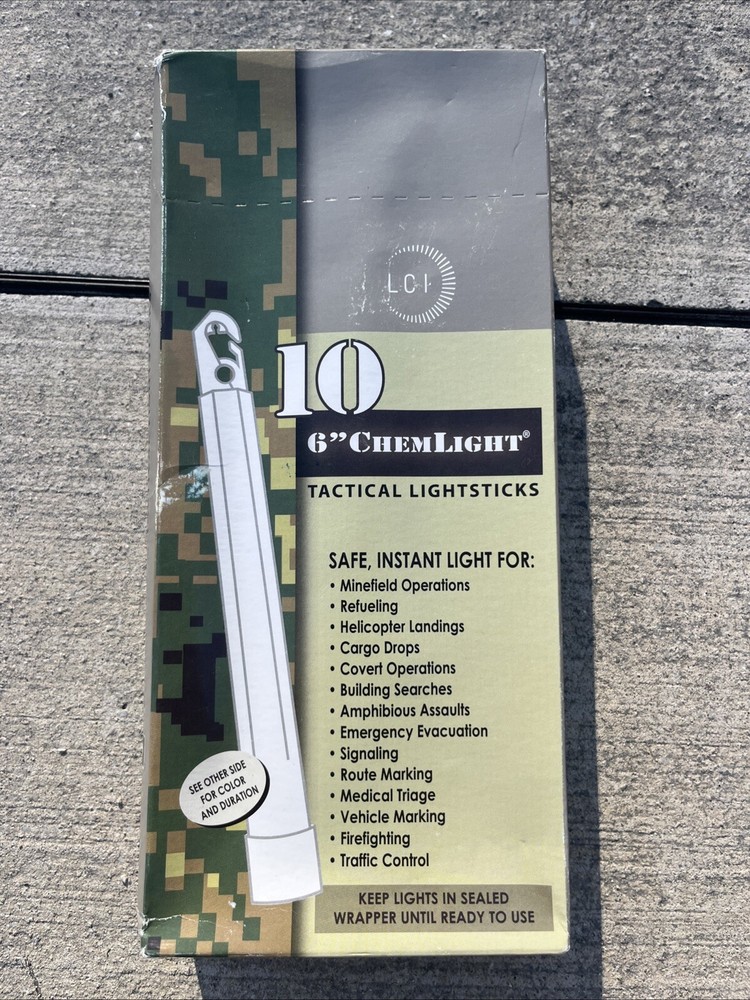 LCI
10
6” CHEMLIGHT®
TACTICAL LIGHTSTICKS
SAFE, INSTANT LIGHT FOR:
• Minefield Operations
• Refueling
• Helicopter Landings
• Cargo Drops
• Covert Operations
• Building Searches
• Amphibious Assaults
• Emergency Evacuation
• Signaling
• Route Marking
• Medical Triage
• Vehicle Marking
• Firefighting
• Traffic Control
SEE OTHER SIDE
FOR COLOR
AND DURATION
KEEP LIGHTS IN SEALED
WRAPPER UNTIL READY TO USE